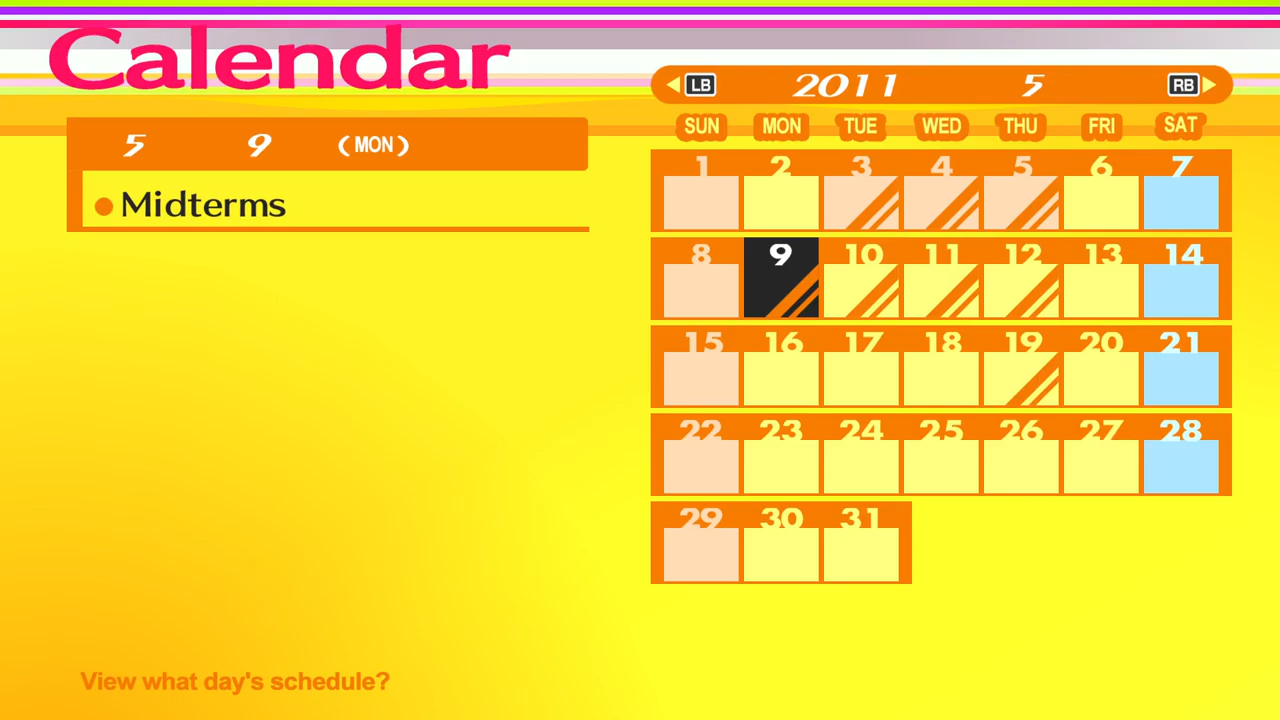 Calendar
LB 2011 5 RB
5 9 (MON)
Midterms
SUN MON TUE WED THU FRI SAT
1 2 3 4 5 6 7
8 9 10 11 12 13 14
15 16 17 18 19 20 21
22 23 24 25 26 27 28
29 30 31
View what day's schedule?